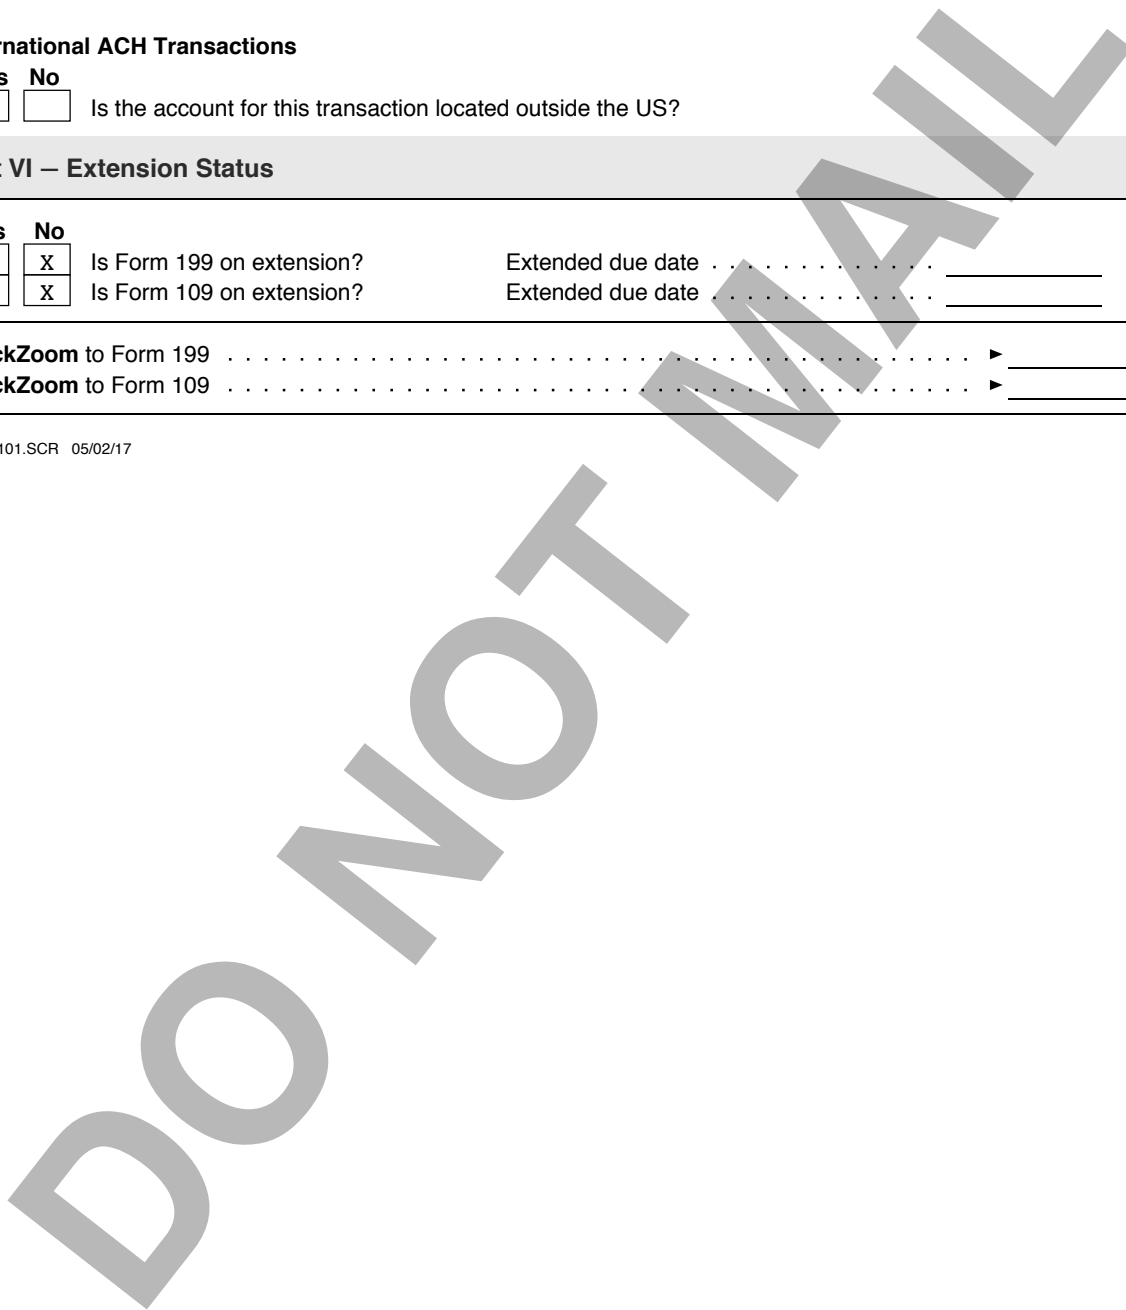 rnational ACH Transactions
s No
Is the account for this transaction located outside the US?
t VI – Extension Status
s No
X Is Form 199 on extension? Extended due date . . . . . . . . . . . . .
X Is Form 109 on extension? Extended due date . . . . . . . . . . . . .
ckZoom to Form 199 . . . . . . . . . . . . . . . . . . . . . . . . . . . . . . . . . . . . . . . . . . ►
ckZoom to Form 109 . . . . . . . . . . . . . . . . . . . . . . . . . . . . . . . . . . . . . . . . . . ►
101.SCR 05/02/17
DO NOT MAIL